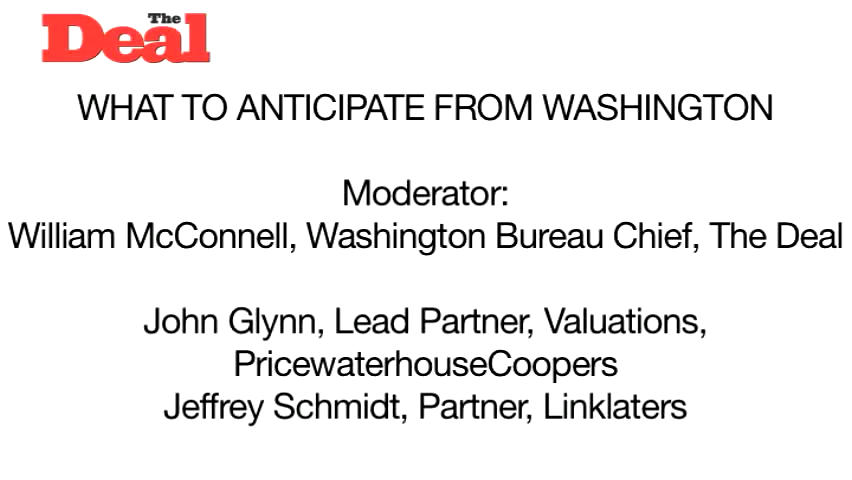 The
Deal
WHAT TO ANTICIPATE FROM WASHINGTON
Moderator:
William McConnell, Washington Bureau Chief, The Deal
John Glynn, Lead Partner, Valuations,
PricewaterhouseCoopers
Jeffrey Schmidt, Partner, Linklaters